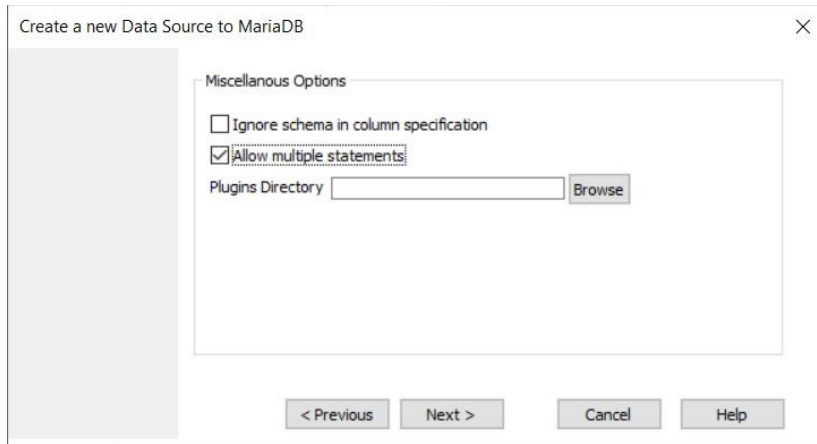 Create a new Data Source to MariaDB
Miscellanous Options
Ignore schema in column specification
Allow multiple statements
Plugins Directory Browse
< Previous Next > Cancel Help